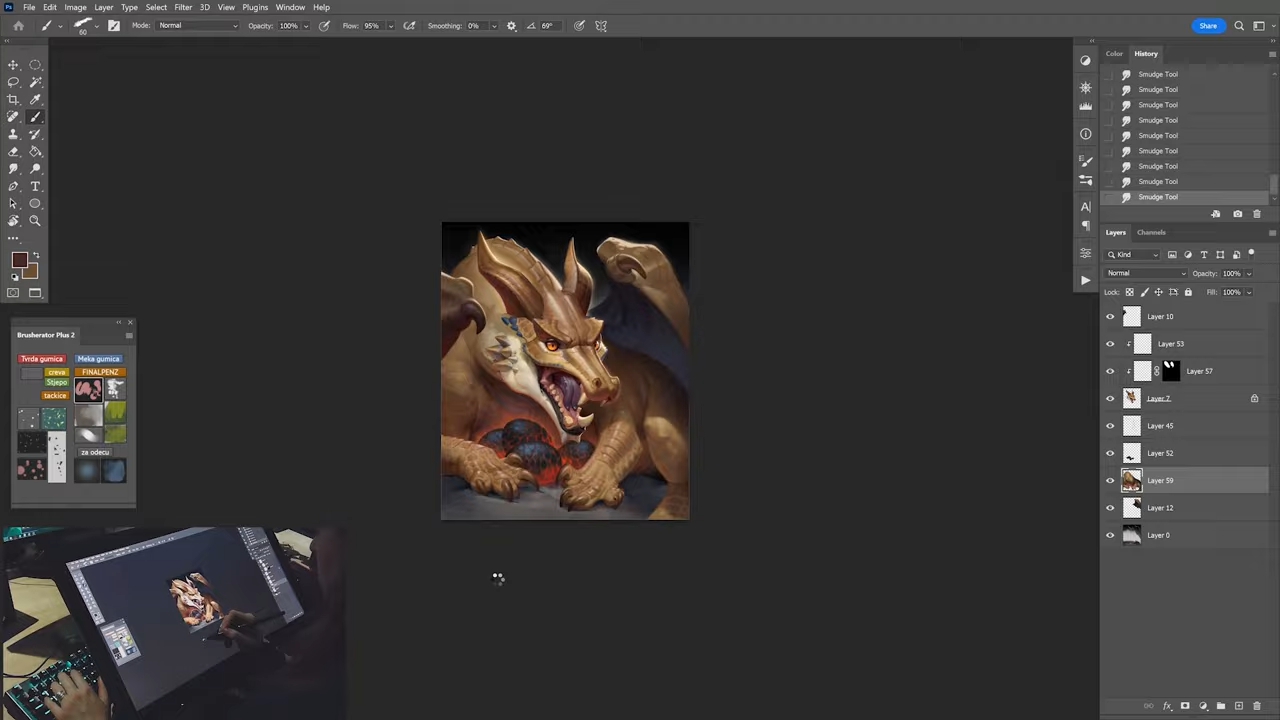 Ps File Edit Image Layer Type Select Filter 3D View Plugins Window Help
60 Mode: Normal Opacity: 100% Flow: 95% Smoothing: 0% 69° Share
Color History
Smudge Tool
Smudge Tool
Smudge Tool
Smudge Tool
Smudge Tool
Smudge Tool
Smudge Tool
Smudge Tool
Smudge Tool
Layers Channels
Kind
Normal Opacity: 100%
Lock: Fill: 100%
Layer 10
Layer 53
Layer 57
Layer 7
Layer 45
Layer 52
Layer 59
Layer 12
Layer 0
Brusherator Plus 2
Tvrda gumica Meka gumica
creva FINALPENZ
Stjepo
tackice
za odecu